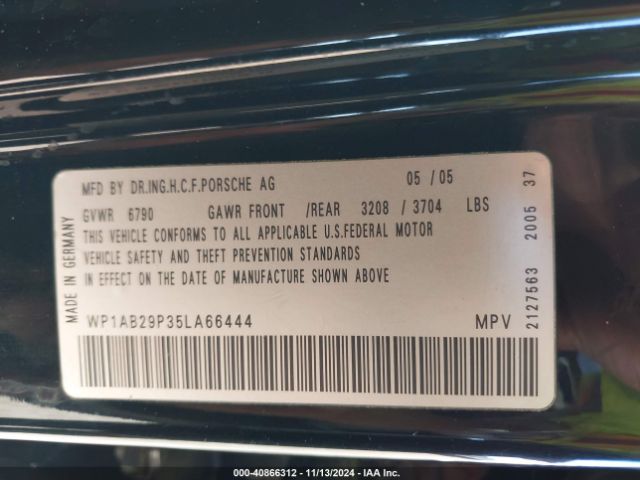 MFD BY DR.ING.H.C.F.PORSCHE AG 05 / 05
GVWR 6790 GAWR FRONT /REAR 3208 / 3704 LBS
THIS VEHICLE CONFORMS TO ALL APPLICABLE U.S.FEDERAL MOTOR
VEHICLE SAFETY AND THEFT PREVENTION STANDARDS
IN EFFECT ON THE DATE OF MANUFACTURE SHOWN ABOVE
WP1AB29P35LA66444 MPV
MADE IN GERMANY
2127563 2005 37
000-40866312 - 11/13/2024 - IAA Inc.